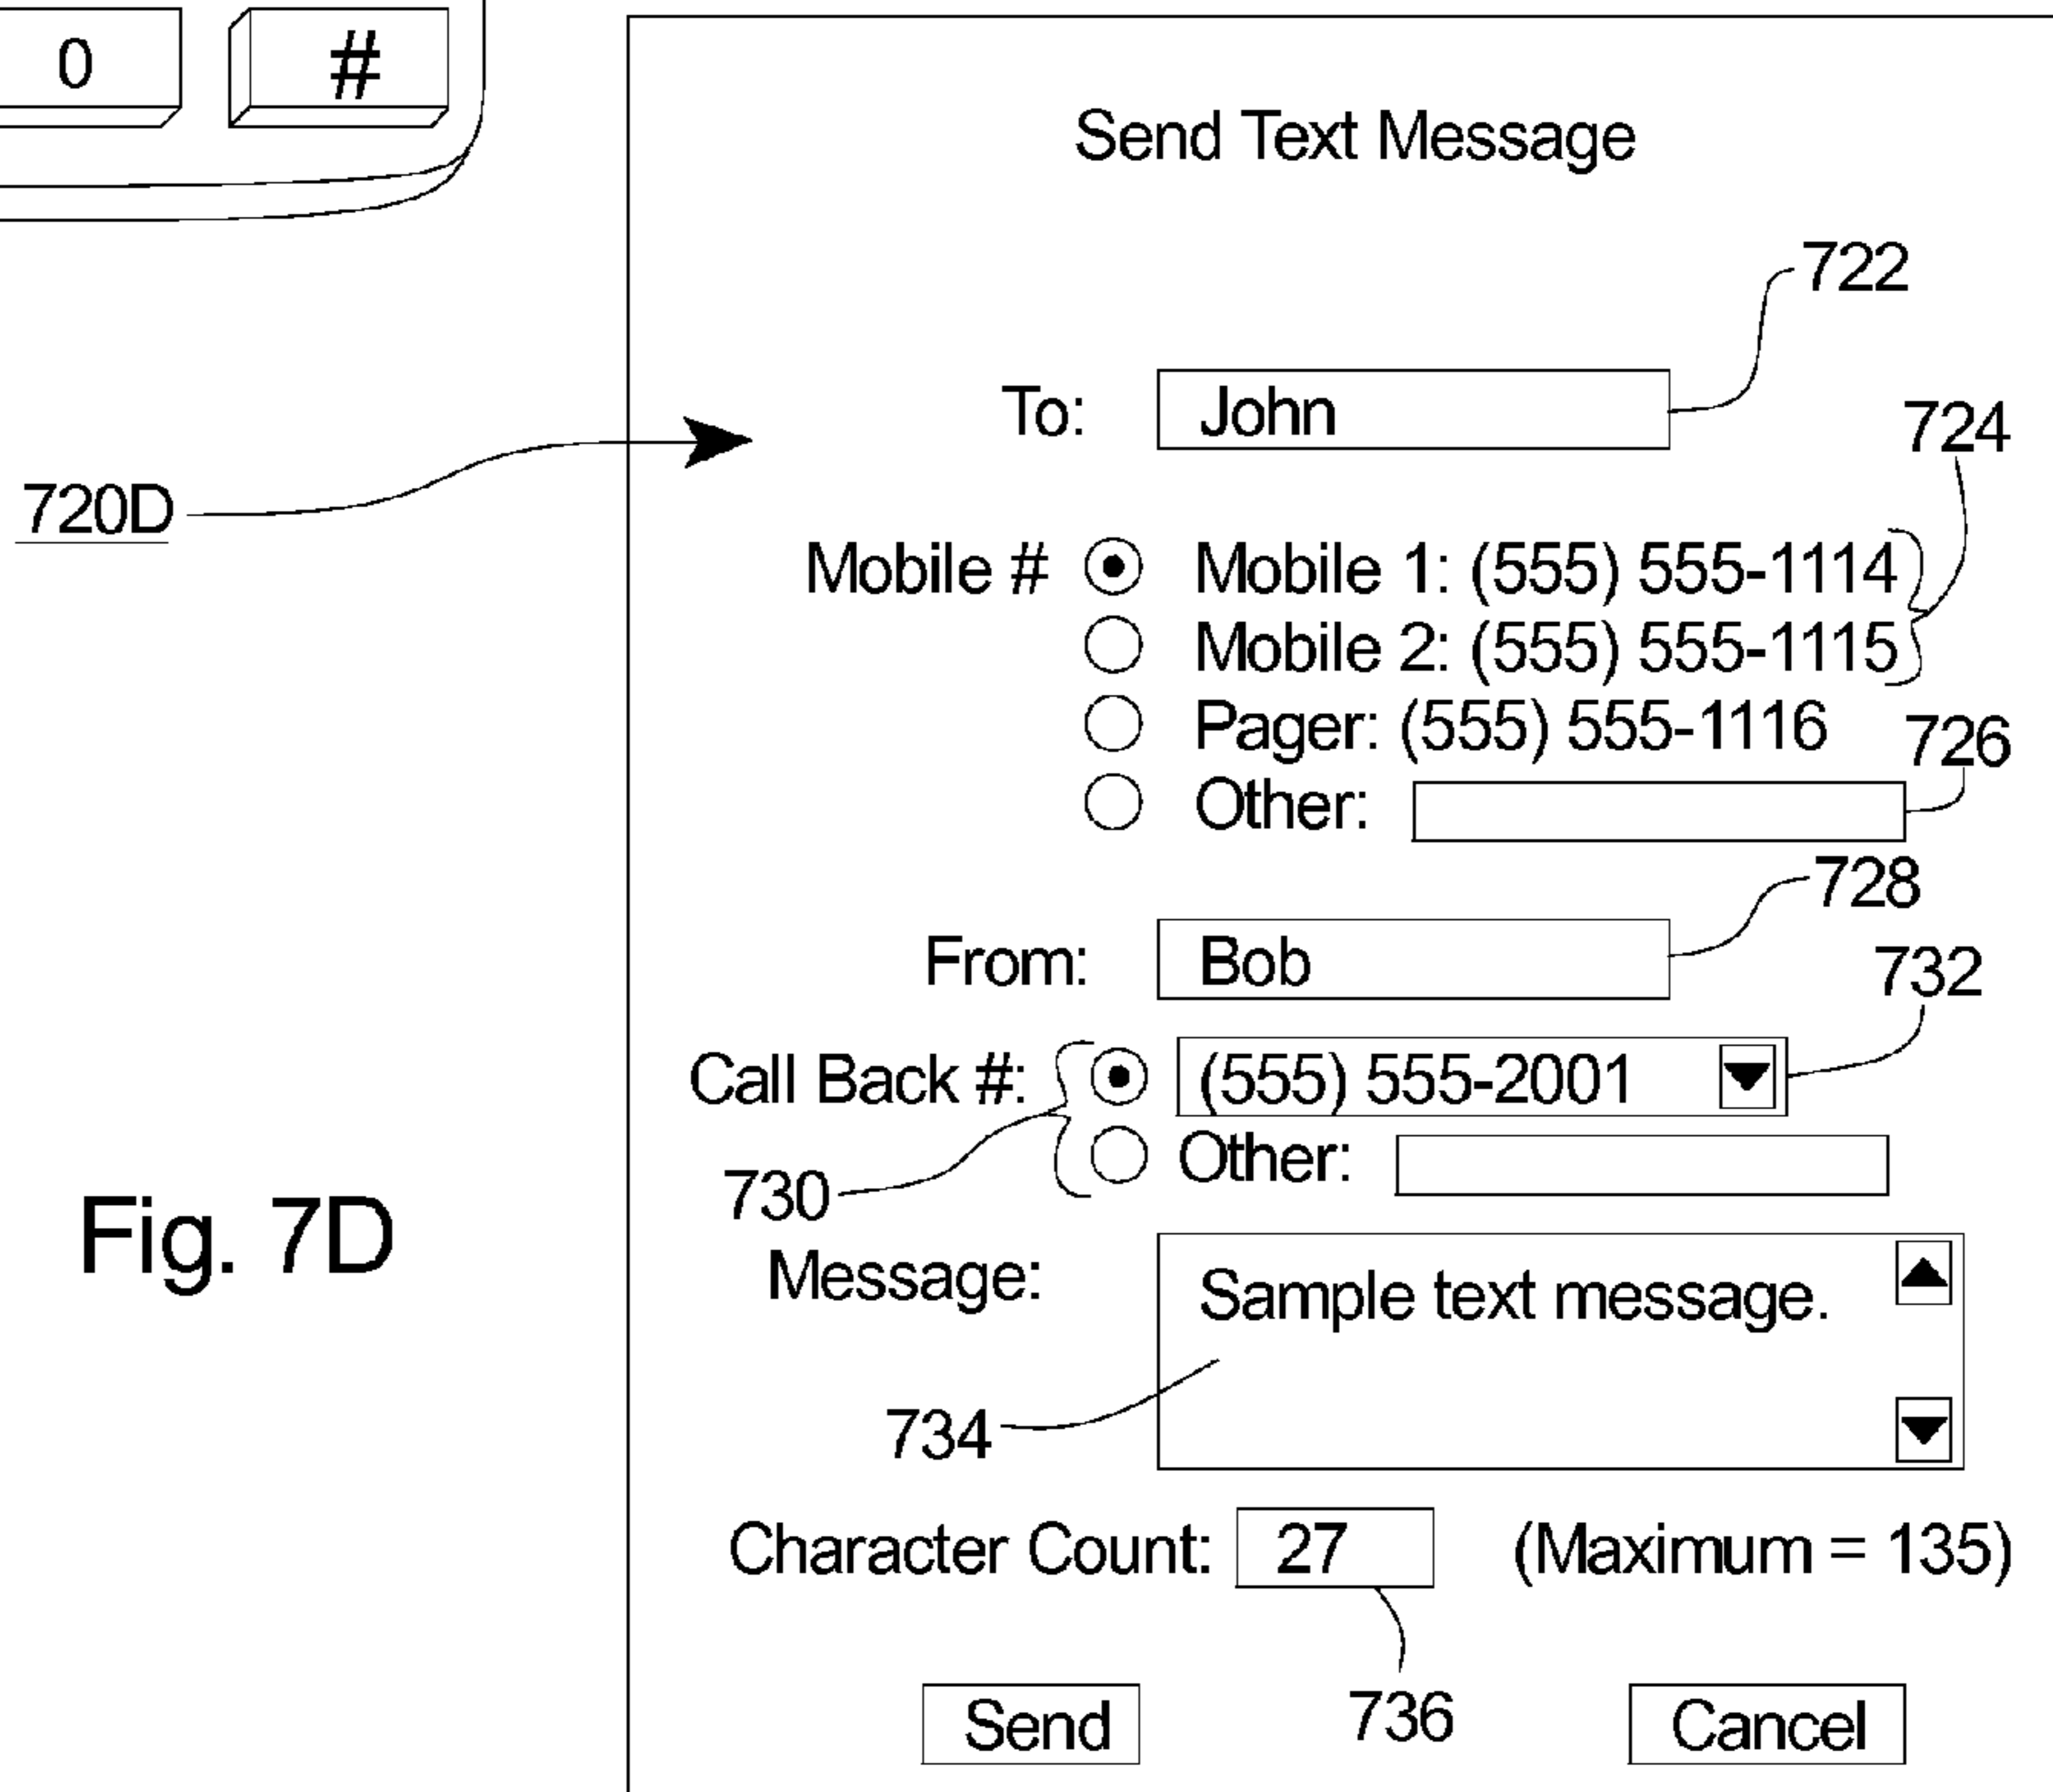 0 #
Send Text Message
722
To: John
724
720D
Mobile # Mobile 1: (555) 555-1114
Mobile 2: (555) 555-1115
Pager: (555) 555-1116
726
Other:
728
From: Bob
732
Call Back #: (555) 555-2001
Other:
730
Fig. 7D
Message: Sample text message.
734
Character Count: 27 (Maximum = 135)
Send 736 Cancel